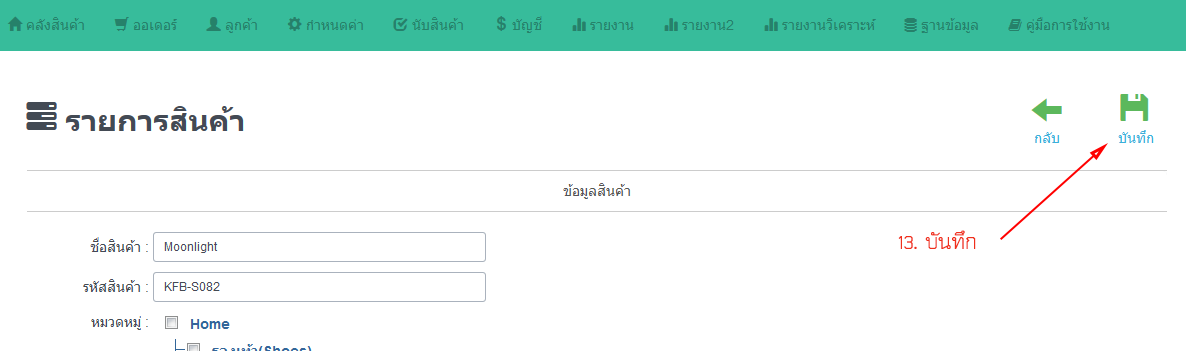 คลังสินค้า ออเดอร์ ลูกค้า กำหนดค่า นับสินค้า บัญชี รายงาน รายงาน2 รายงานวิเคราะห์ ฐานข้อมูล คู่มือการใช้งาน
รายการสินค้า
กลับ บันทึก
ข้อมูลสินค้า
13. บันทึก
ชื่อสินค้า : Moonlight
รหัสสินค้า : KFB-S082
หมวดหมู่ : Home
รองเท้า(Shoes)